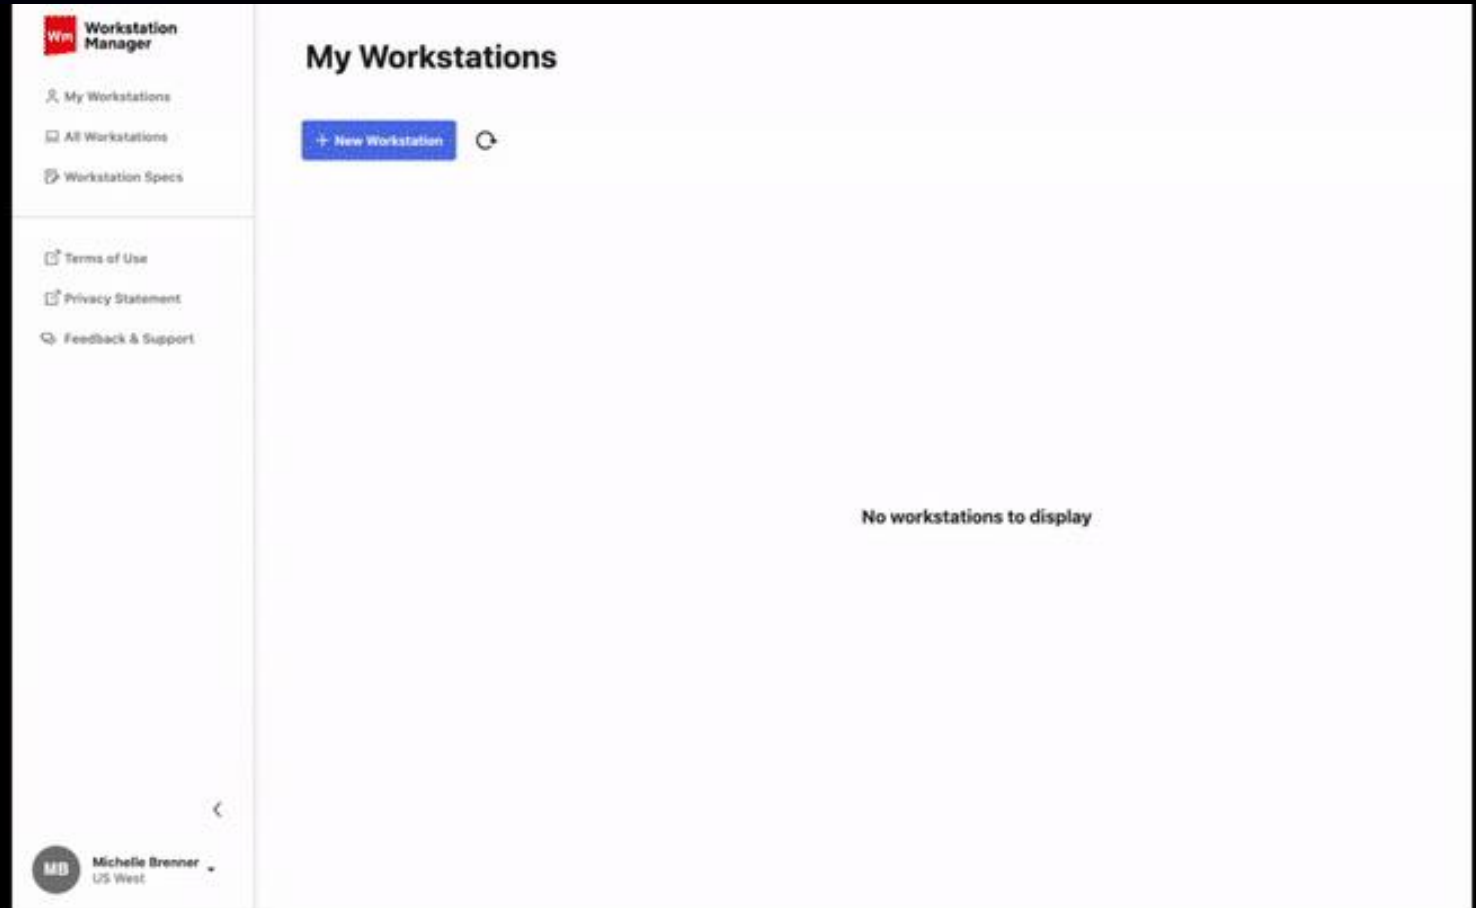 Wm
Workstation
Manager
My Workstations
All Workstations
Workstation Specs
Terms of Use
Privacy Statement
Feedback & Support
MB
Michelle Brenner
US West
My Workstations
+ New Workstation
No workstations to display